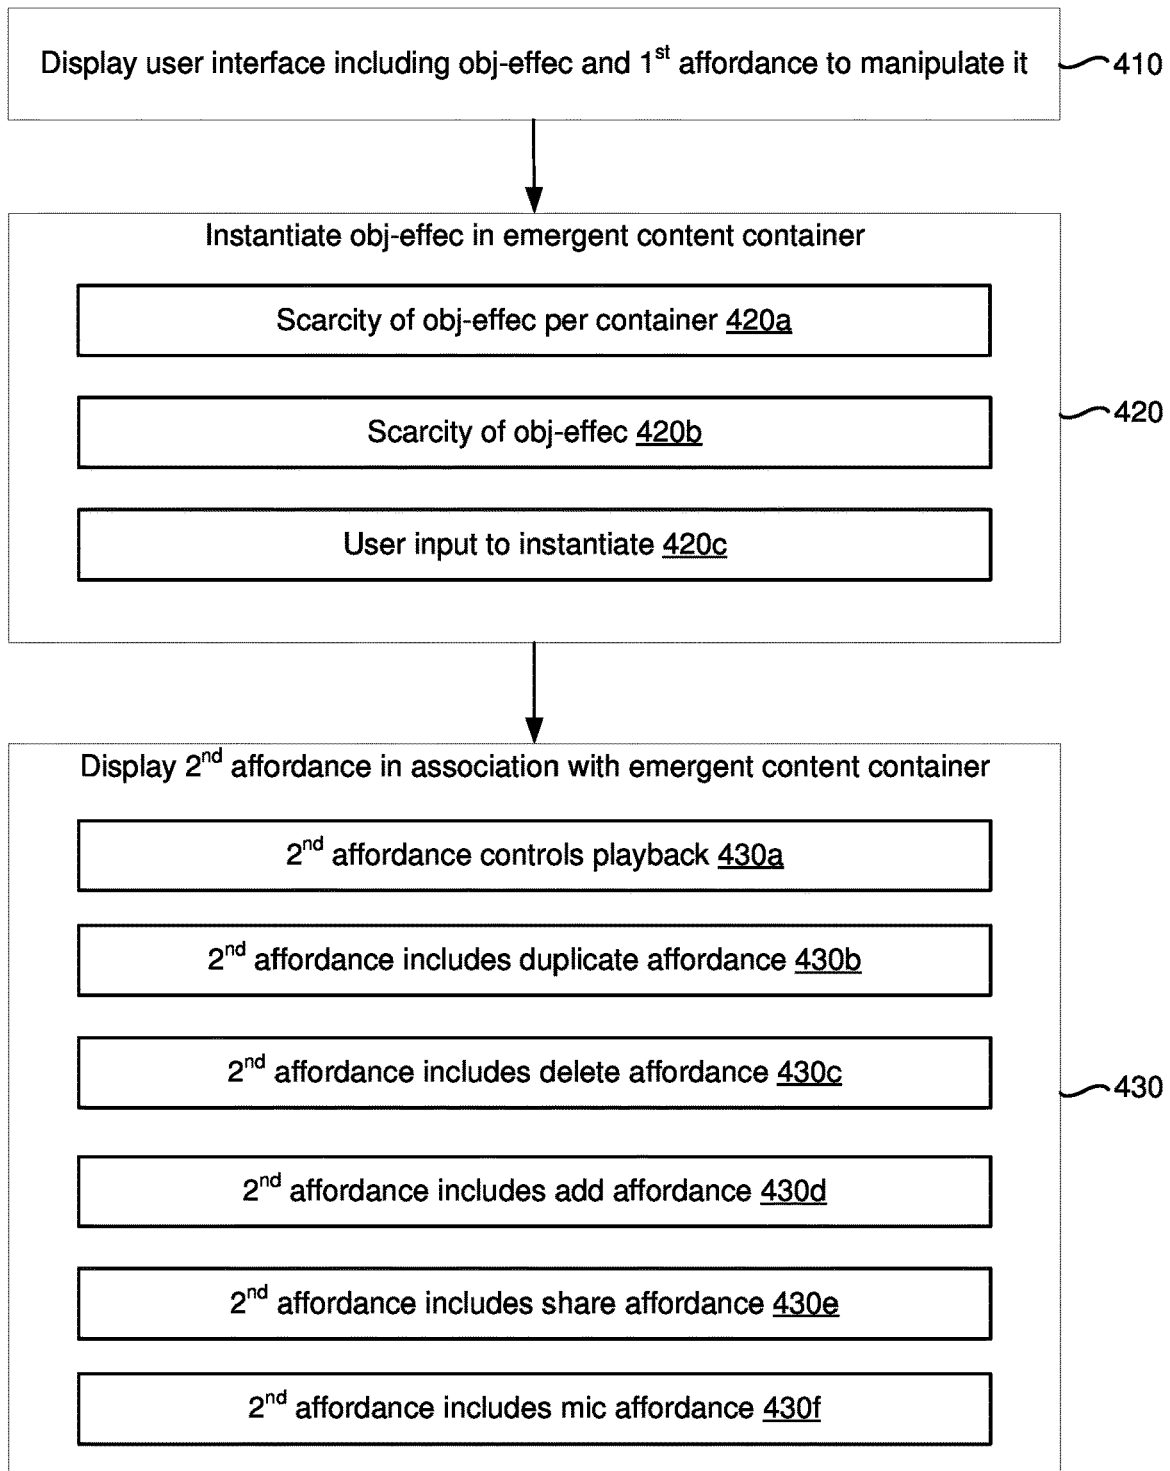 Display user interface including obj-effec and 1st affordance to manipulate it
410
Instantiate obj-effec in emergent content container
Scarcity of obj-effec per container 420a
Scarcity of obj-effec 420b
420
User input to instantiate 420c
Display 2nd affordance in association with emergent content container
2nd affordance controls playback 430a
2nd affordance includes duplicate affordance 430b
2nd affordance includes delete affordance 430c
430
2nd affordance includes add affordance 430d
2nd affordance includes share affordance 430e
2nd affordance includes mic affordance 430f